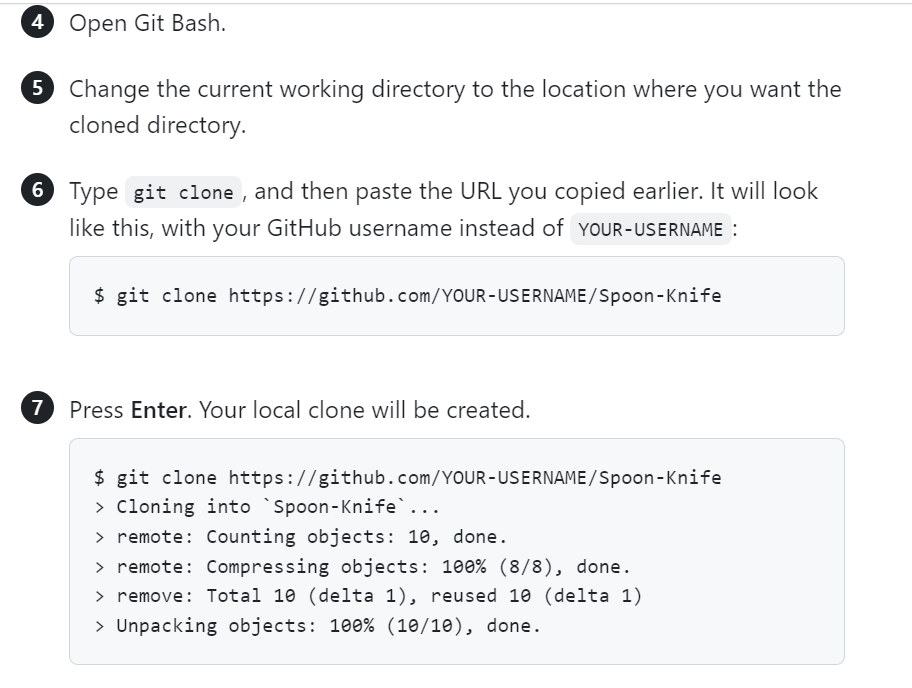 4 Open Git Bash.
5 Change the current working directory to the location where you want the
cloned directory.
6 Type git clone , and then paste the URL you copied earlier. It will look
like this, with your GitHub username instead of YOUR-USERNAME :
$ git clone https://github.com/YOUR-USERNAME/Spoon-Knife
7 Press Enter. Your local clone will be created.
$ git clone https://github.com/YOUR-USERNAME/Spoon-Knife
> Cloning into `Spoon-Knife`...
> remote: Counting objects: 10, done.
> remote: Compressing objects: 100% (8/8), done.
> remove: Total 10 (delta 1), reused 10 (delta 1)
> Unpacking objects: 100% (10/10), done.